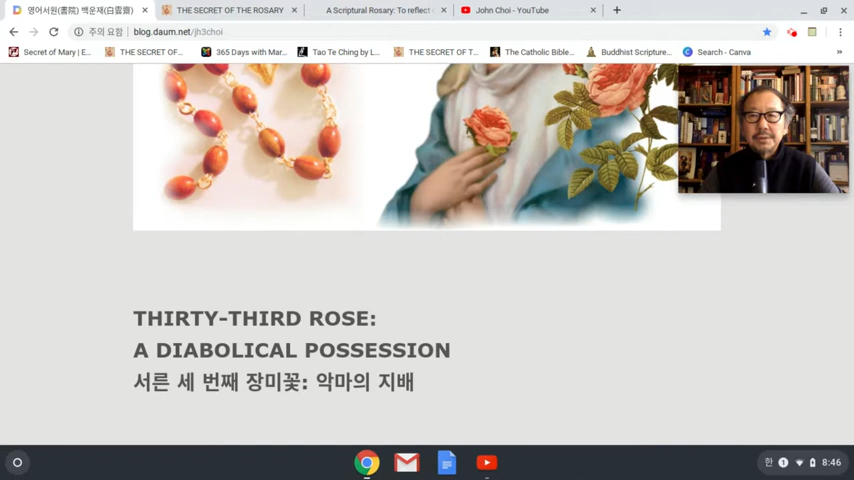 영어서원(書院) 백운재(白雲齋)
THE SECRET OF THE ROSARY
A Scriptural Rosary: To reflect
John Choi - YouTube
주의 요함
blog.daum.net/jh3choi
Secret of Mary | E...
THE SECRET OF...
365 Days with Mar...
Tao Te Ching by L...
THE SECRET OF T...
The Catholic Bible...
Buddhist Scripture...
Search - Canva
THIRTY-THIRD ROSE:
A DIABOLICAL POSSESSION
서른 세 번째 장미꽃: 악마의 지배
한 1 8:46